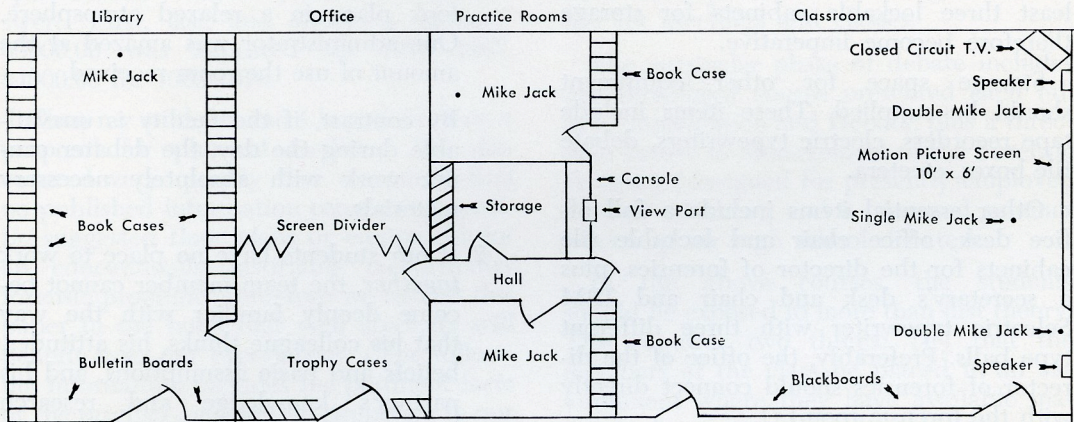 Library
Office
Practice Rooms
Classroom
Mike Jack
Mike Jack
Book Case
Closed Circuit T.V.
Speaker
Double Mike Jack
Motion Picture Screen
10' x 6'
Console
Storage
View Port
Single Mike Jack
Book Cases
Screen Divider
Hall
Double Mike Jack
Book Case
Mike Jack
Speaker
Bulletin Boards
Trophy Cases
Blackboards